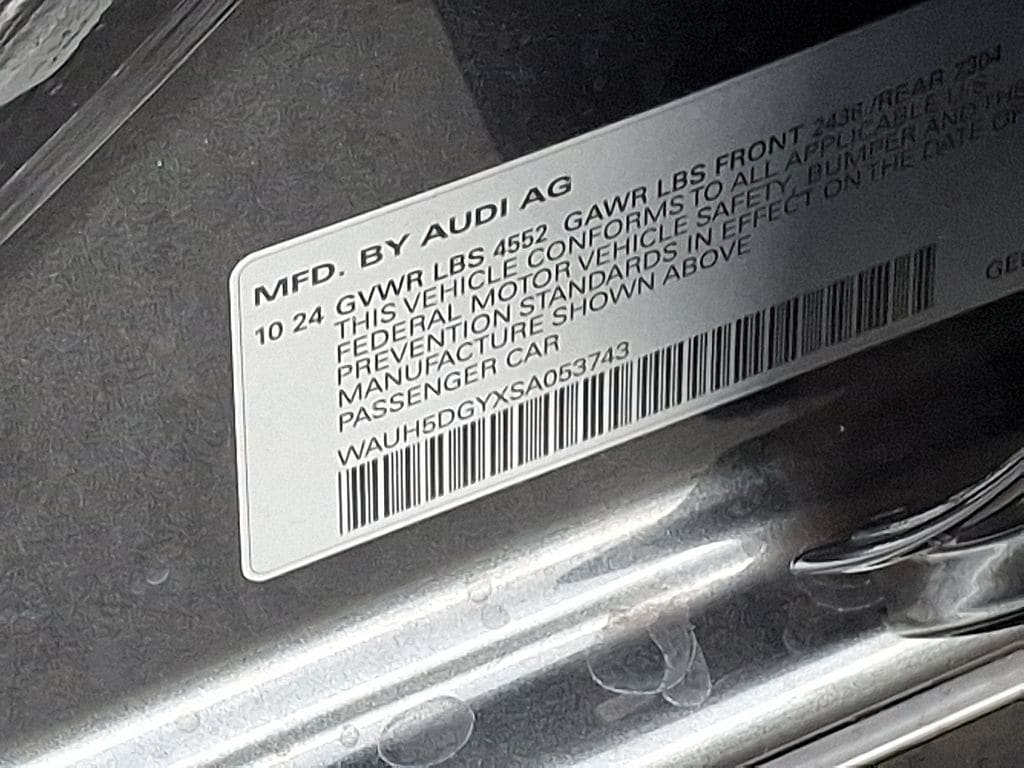 MFD. BY AUDI AG
10 24 GVWR LBS 4552 GAWR LBS FRONT 2436/REAR 2304
THIS VEHICLE CONFORMS TO ALL APPLICABLE U.S.
FEDERAL MOTOR VEHICLE SAFETY, BUMPER AND THEFT
PREVENTION STANDARDS IN EFFECT ON THE DATE OF
MANUFACTURE SHOWN ABOVE
PASSENGER CAR
WAUH5DGYXSA053743